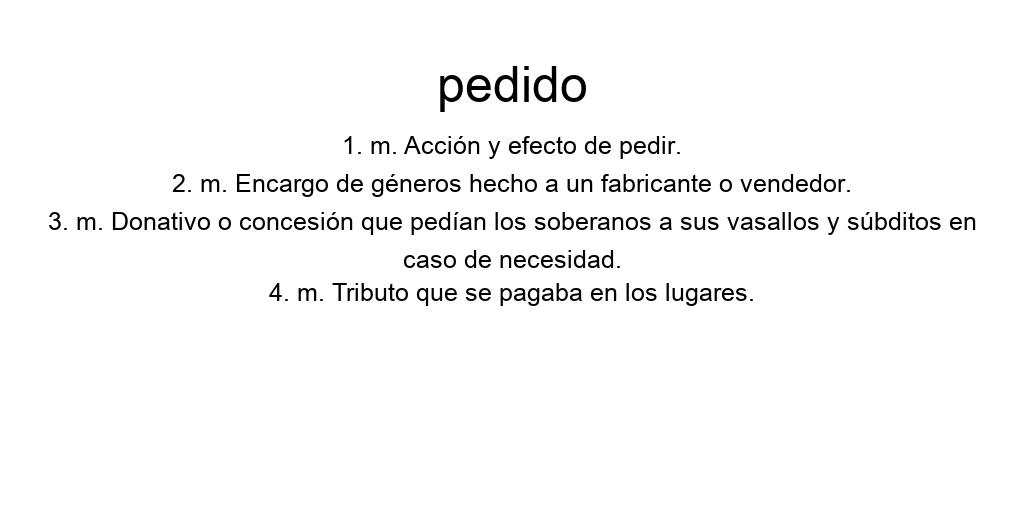 pedido
1. m. Acción y efecto de pedir.
2. m. Encargo de géneros hecho a un fabricante o vendedor.
3. m. Donativo o concesión que pedían los soberanos a sus vasallos y súbditos en
caso de necesidad.
4. m. Tributo que se pagaba en los lugares.